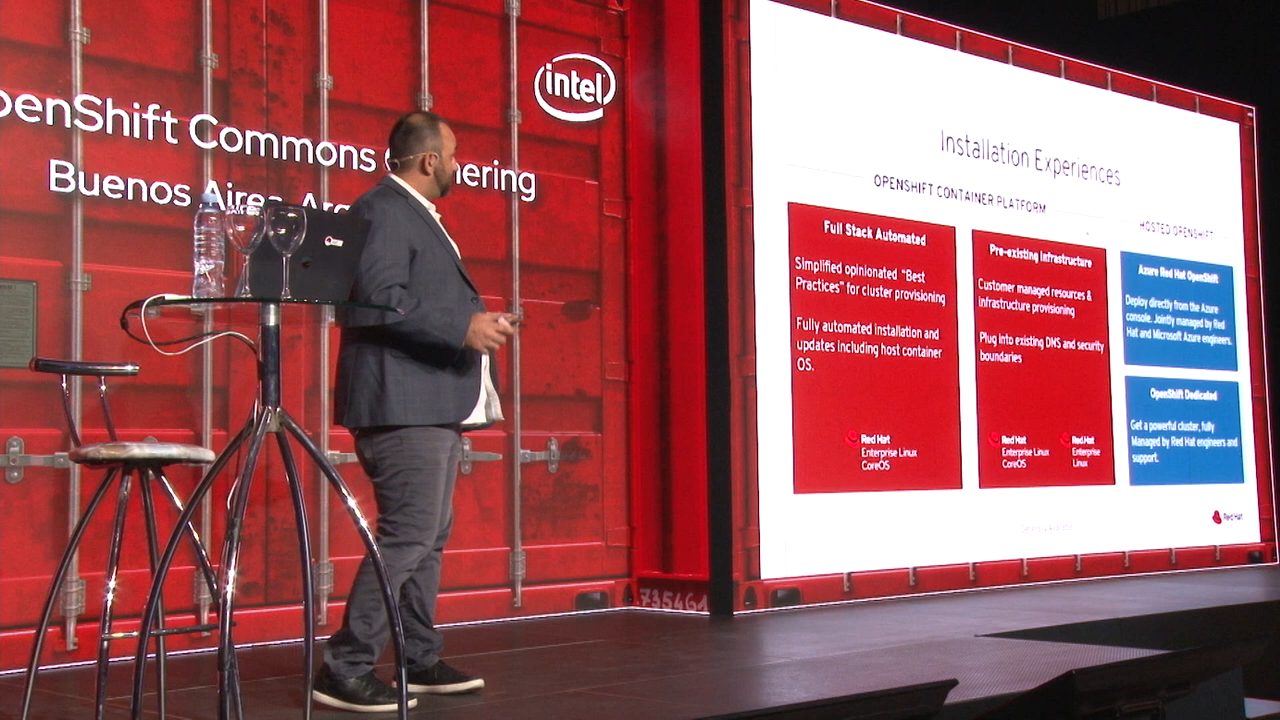 penShift Commons
hering
Buenos Aires
intel
Installation Experiences
OPENSHIFT CONTAINER PLATFORM
HOSTED OPENSHIFT
Full Stack Automated
Simplified opinionated “Best
Practices” for cluster provisioning
Fully automated installation and
updates including host container
OS.
Red Hat
Enterprise Linux
CoreOS
Pre-existing Infrastructure
Customer managed resources &
infrastructure provisioning
Plug into existing DNS and security
boundaries
Red Hat
Enterprise Linux
CoreOS
Red Hat
Enterprise
Linux
Azure Red Hat OpenShift
Deploy directly from the Azure
console. Jointly managed by Red
Hat and Microsoft Azure engineers.
OpenShift Dedicated
Get a powerful cluster, fully
Managed by Red Hat engineers and
support.
Red Hat
735461